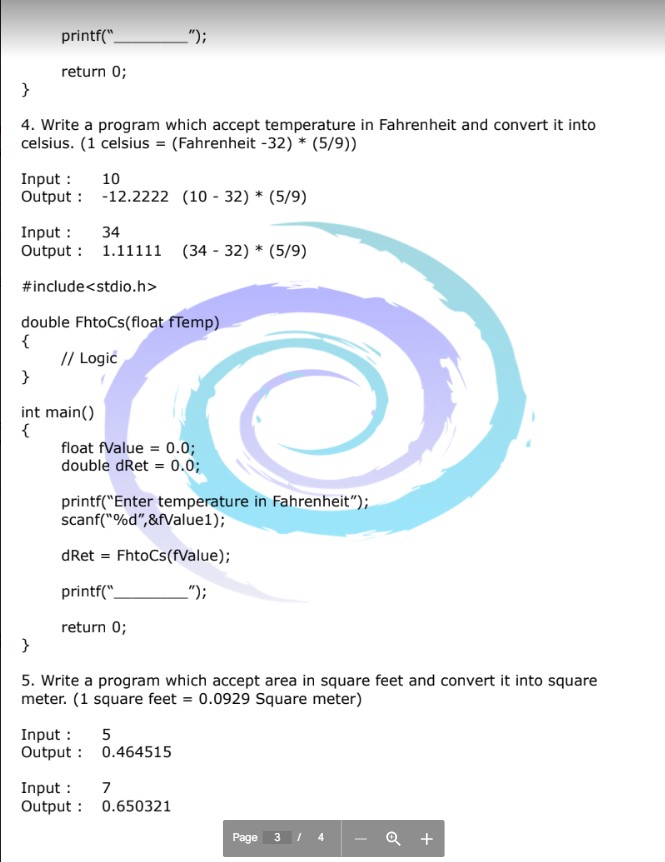 printf("_________");
return 0;
}
4. Write a program which accept temperature in Fahrenheit and convert it into
celsius. (1 celsius = (Fahrenheit -32) * (5/9))
Input : 10
Output : -12.2222 (10 - 32) * (5/9)
Input : 34
Output : 1.11111 (34 - 32) * (5/9)
#include<stdio.h>
double FhtoCs(float fTemp)
{
// Logic
}
int main()
{
float fValue = 0.0;
double dRet = 0.0;
printf("Enter temperature in Fahrenheit");
scanf("%d",&fValue1);
dRet = FhtoCs(fValue);
printf("_________");
return 0;
}
5. Write a program which accept area in square feet and convert it into square
meter. (1 square feet = 0.0929 Square meter)
Input : 5
Output : 0.464515
Input : 7
Output : 0.650321
Page 3 / 4 — +